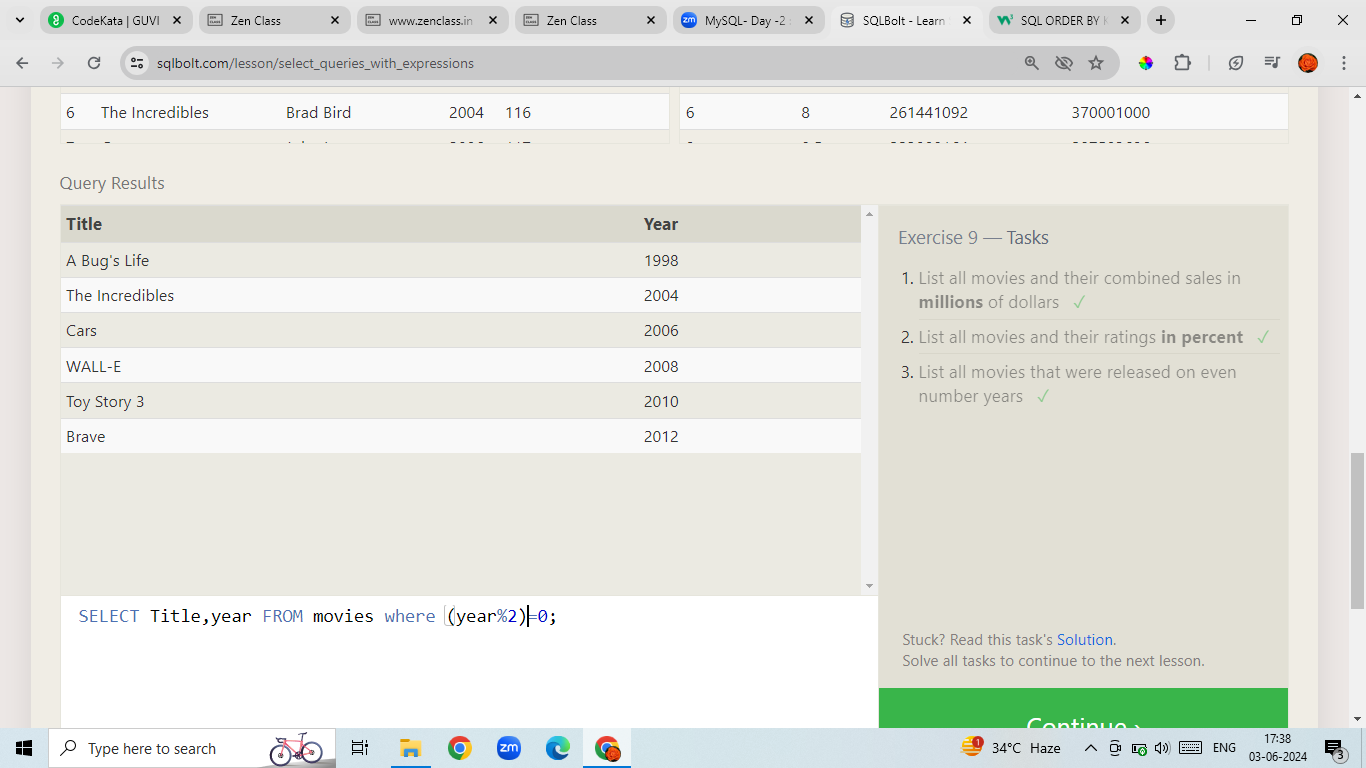 CodeKata | GUVI
Zen Class
www.zenclass.in
Zen Class
MySQL- Day -2
SQLBolt - Learn
SQL ORDER BY
sqlbolt.com/lesson/select_queries_with_expressions
6 The Incredibles Brad Bird 2004 116
6 8 261441092 370001000
Query Results
Title Year
A Bug's Life 1998
The Incredibles 2004
Cars 2006
WALL-E 2008
Toy Story 3 2010
Brave 2012
Exercise 9 — Tasks
1. List all movies and their combined sales in
millions of dollars ✓
2. List all movies and their ratings in percent ✓
3. List all movies that were released on even
number years ✓
SELECT Title,year FROM movies where (year%2)=0;
Stuck? Read this task's Solution.
Solve all tasks to continue to the next lesson.
Continue ›
Type here to search
zm
1
34°C Haze
ENG
17:38
03-06-2024
3